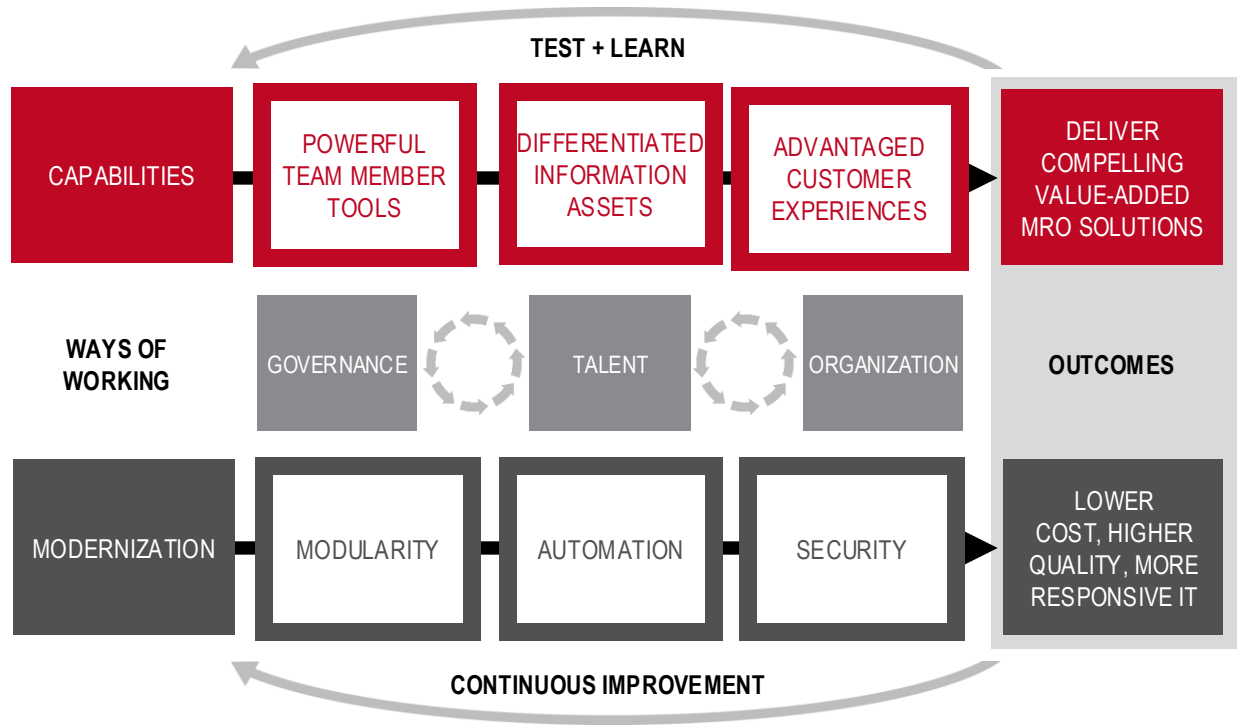 TEST + LEARN
CAPABILITIES
POWERFUL
TEAM MEMBER
TOOLS
DIFFERENTIATED
INFORMATION
ASSETS
ADVANTAGED
CUSTOMER
EXPERIENCES
DELIVER
COMPELLING
VALUE-ADDED
MRO SOLUTIONS
WAYS OF
WORKING
GOVERNANCE
TALENT
ORGANIZATION
OUTCOMES
MODERNIZATION
MODULARITY
AUTOMATION
SECURITY
LOWER
COST, HIGHER
QUALITY, MORE
RESPONSIVE IT
CONTINUOUS IMPROVEMENT